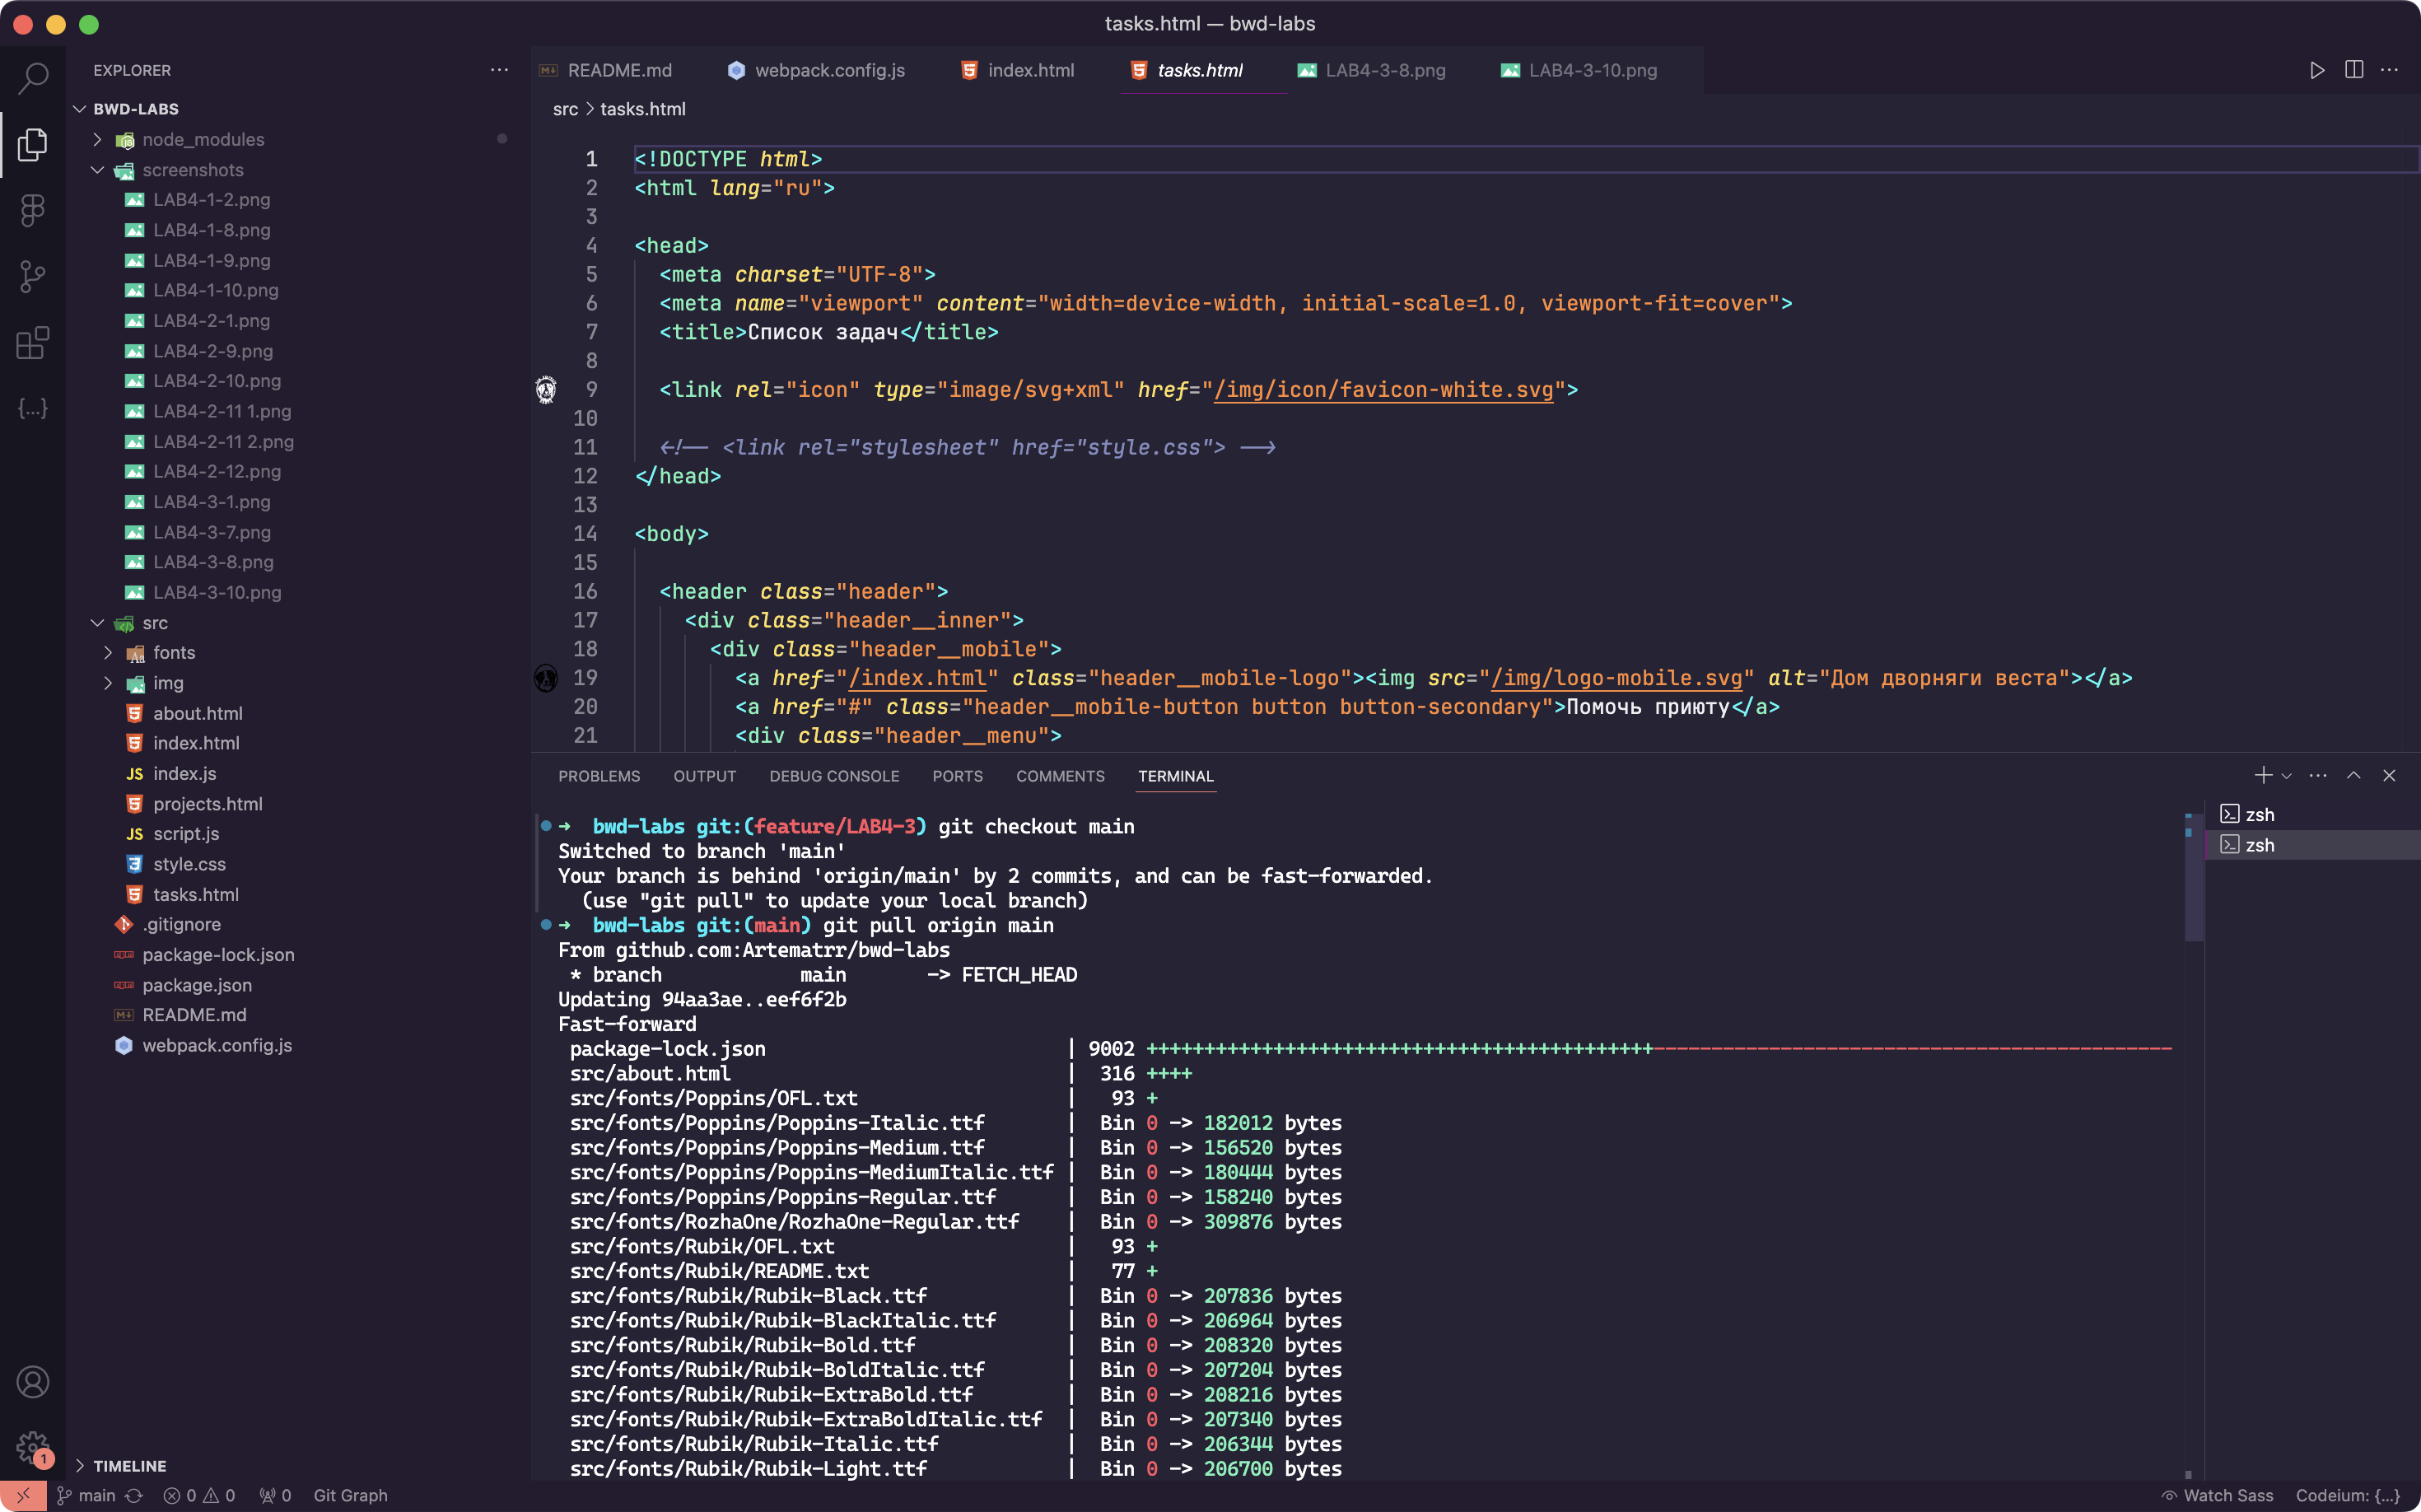 tasks.html — bwd-labs
EXPLORER
BWD-LABS
node_modules
screenshots
LAB4-1-2.png
LAB4-1-8.png
LAB4-1-9.png
LAB4-1-10.png
LAB4-2-1.png
LAB4-2-9.png
LAB4-2-10.png
LAB4-2-11 1.png
LAB4-2-11 2.png
LAB4-2-12.png
LAB4-3-1.png
LAB4-3-7.png
LAB4-3-8.png
LAB4-3-10.png
src
fonts
img
about.html
index.html
JS index.js
projects.html
JS script.js
style.css
tasks.html
.gitignore
package-lock.json
package.json
README.md
webpack.config.js
TIMELINE
README.md webpack.config.js index.html tasks.html LAB4-3-8.png LAB4-3-10.png
src > tasks.html
1 <!DOCTYPE html>
2 <html lang="ru">
3
4 <head>
5 <meta charset="UTF-8">
6 <meta name="viewport" content="width=device-width, initial-scale=1.0, viewport-fit=cover">
7 <title>Список задач</title>
8
9 <link rel="icon" type="image/svg+xml" href="/img/icon/favicon-white.svg">
10
11 <!-- <link rel="stylesheet" href="style.css"> -->
12 </head>
13
14 <body>
15
16 <header class="header">
17 <div class="header__inner">
18 <div class="header__mobile">
19 <a href="/index.html" class="header__mobile-logo"><img src="/img/logo-mobile.svg" alt="Дом дворняги веста"></a>
20 <a href="#" class="header__mobile-button button button-secondary">Помочь приюту</a>
21 <div class="header__menu">
PROBLEMS OUTPUT DEBUG CONSOLE PORTS COMMENTS TERMINAL
zsh
zsh
➜ bwd-labs git:(feature/LAB4-3) git checkout main
Switched to branch 'main'
Your branch is behind 'origin/main' by 2 commits, and can be fast-forwarded.
(use "git pull" to update your local branch)
➜ bwd-labs git:(main) git pull origin main
From github.com:Artematrr/bwd-labs
* branch main -> FETCH_HEAD
Updating 94aa3ae..eef6f2b
Fast-forward
package-lock.json | 9002 ++++++++++++++++++++++++++++++++++++++++++++---------------------------------------------
src/about.html | 316 ++++
src/fonts/Poppins/OFL.txt | 93 +
src/fonts/Poppins/Poppins-Italic.ttf | Bin 0 -> 182012 bytes
src/fonts/Poppins/Poppins-Medium.ttf | Bin 0 -> 156520 bytes
src/fonts/Poppins/Poppins-MediumItalic.ttf | Bin 0 -> 180444 bytes
src/fonts/Poppins/Poppins-Regular.ttf | Bin 0 -> 158240 bytes
src/fonts/RozhaOne/RozhaOne-Regular.ttf | Bin 0 -> 309876 bytes
src/fonts/Rubik/OFL.txt | 93 +
src/fonts/Rubik/README.txt | 77 +
src/fonts/Rubik/Rubik-Black.ttf | Bin 0 -> 207836 bytes
src/fonts/Rubik/Rubik-BlackItalic.ttf | Bin 0 -> 206964 bytes
src/fonts/Rubik/Rubik-Bold.ttf | Bin 0 -> 208320 bytes
src/fonts/Rubik/Rubik-BoldItalic.ttf | Bin 0 -> 207204 bytes
src/fonts/Rubik/Rubik-ExtraBold.ttf | Bin 0 -> 208216 bytes
src/fonts/Rubik/Rubik-ExtraBoldItalic.ttf | Bin 0 -> 207340 bytes
src/fonts/Rubik/Rubik-Italic.ttf | Bin 0 -> 206344 bytes
src/fonts/Rubik/Rubik-Light.ttf | Bin 0 -> 206700 bytes
1
main 0 0 0 Git Graph Watch Sass Codeium: {...}